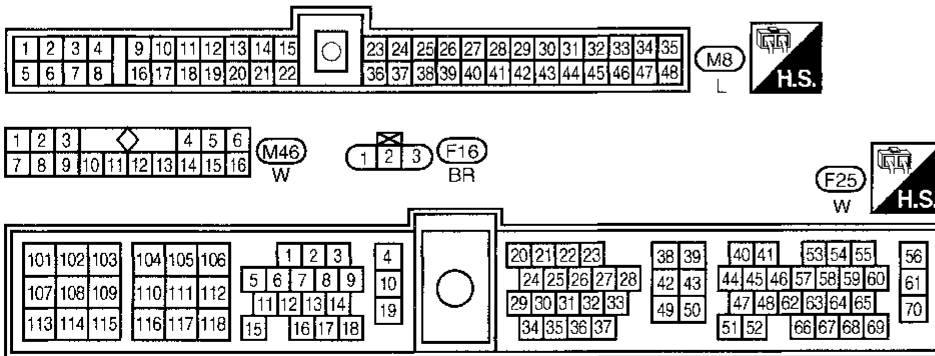 1 2 3 4 9 10 11 12 13 14 15 23 24 25 26 27 28 29 30 31 32 33 34 35
5 6 7 8 16 17 18 19 20 21 22 36 37 38 39 40 41 42 43 44 45 46 47 48
M8
L
H.S.
1 2 3 4 5 6
7 8 9 10 11 12 13 14 15 16
M46
W
1 2 3
F16
BR
F25
W
H.S.
101 102 103 104 105 106 1 2 3 4 20 21 22 23 38 39 40 41 53 54 55 56
107 108 109 110 111 112 5 6 7 8 9 10 24 25 26 27 28 42 43 44 45 46 57 58 59 60 61
11 12 13 14 29 30 31 32 33 47 48 62 63 64 65
113 114 115 116 117 118 15 16 17 18 19 34 35 36 37 49 50 51 52 66 67 68 69 70